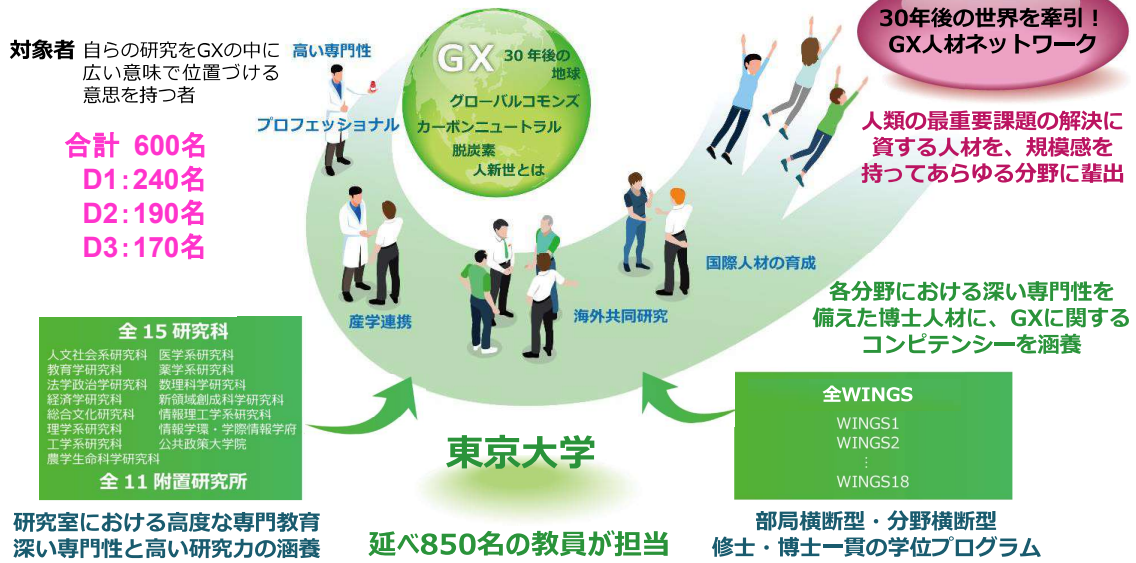 対象者 自らの研究をGXの中に
広い意味で位置づける
意思を持つ者
合計 600名
D1:240名
D2:190名
D3:170名
高い専門性
プロフェッショナル
GX 30年後の
地球
グローバルコモンズ
カーボンニュートラル
脱炭素
人新世とは
30年後の世界を牽引！
GX人材ネットワーク
人類の最重要課題の解決に
資する人材を、規模感を
持ってあらゆる分野に輩出
産学連携
海外共同研究
国際人材の育成
各分野における深い専門性を
備えた博士人材に、GXに関する
コンピテンシーを涵養
全15研究科
人文社会系研究科 医学系研究科
教育学研究科 薬学系研究科
法学政治学研究科 数理科学研究科
経済学研究科 新領域創成科学研究科
総合文化研究科 情報理工学系研究科
理学系研究科 情報学環・学際情報学府
工学系研究科 公共政策大学院
農学生命科学研究科
全11附置研究所
研究室における高度な専門教育
深い専門性と高い研究力の涵養
東京大学
延べ850名の教員が担当
全WINGS
WINGS1
WINGS2
⋮
WINGS18
部局横断型・分野横断型
修士・博士一貫の学位プログラム